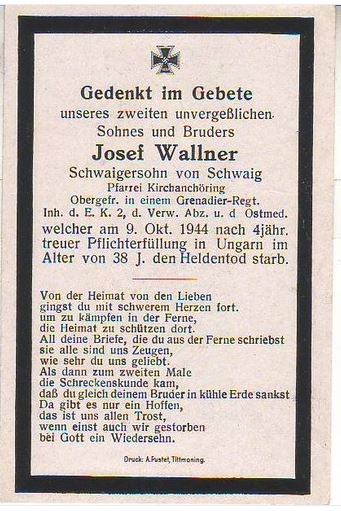 Gedenkt im Gebete
unseres zweiten unvergeßlichen
Sohnes und Bruders
Josef Wallner
Schwaigersohn von Schwaig
Pfarrei Kirchanchöring
Obergefr. in einem Grenadier-Regt.
Inh. d. E. K. 2, d. Verw. Abz. u. d Ostmed.
welcher am 9. Okt. 1944 nach 4jähr.
treuer Pflichterfüllung in Ungarn im
Alter von 38 J. den Heldentod starb.
Von der Heimat von den Lieben
gingst du mit schwerem Herzen fort.
um zu kämpfen in der Ferne,
die Heimat zu schützen dort.
All deine Briefe, die du aus der Ferne schriebst
sie alle sind uns Zeugen,
wie sehr du uns geliebt.
Als dann zum zweiten Male
die Schreckenskunde kam,
daß du gleich deinem Bruder in kühle Erde sankst
Da gibt es nur ein Hoffen,
das ist uns allen Trost,
wenn einst auch wir gestorben
bei Gott ein Wiedersehn.
Druck: A. Pustet, Tittmoning.